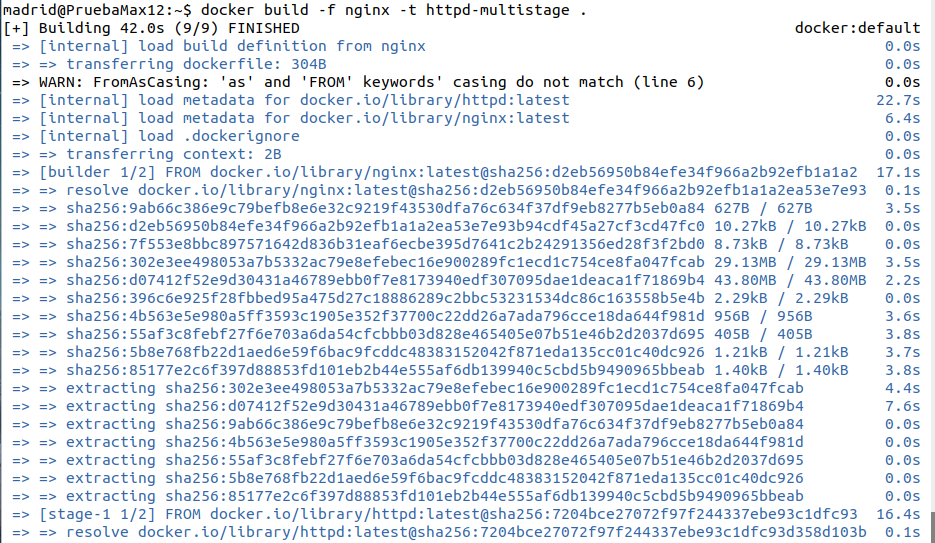 madrid@PruebaMax12:~$ docker build -f nginx -t httpd-multistage .
[+] Building 42.0s (9/9) FINISHED docker:default
=> [internal] load build definition from nginx 0.0s
=> => transferring dockerfile: 304B 0.0s
=> WARN: FromAsCasing: 'as' and 'FROM' keywords' casing do not match (line 6) 0.0s
=> [internal] load metadata for docker.io/library/httpd:latest 22.7s
=> [internal] load metadata for docker.io/library/nginx:latest 6.4s
=> [internal] load .dockerignore 0.0s
=> => transferring context: 2B 0.0s
=> [builder 1/2] FROM docker.io/library/nginx:latest@sha256:d2eb56950b84efe34f966a2b92efb1a1a2 17.1s
=> => resolve docker.io/library/nginx:latest@sha256:d2eb56950b84efe34f966a2b92efb1a1a2ea53e7e93 0.1s
=> => sha256:9ab66c386e9c79befb8e6e32c9219f43530dfa76c634f37df9eb8277b5eb0a84 627B / 627B 3.5s
=> => sha256:d2eb56950b84efe34f966a2b92efb1a1a2ea53e7e93b94cdf45a27cf3cd47fc0 10.27kB / 10.27kB 0.0s
=> => sha256:7f553e8bbc897571642d836b31eaf6ecbe395d7641c2b24291356ed28f3f2bd0 8.73kB / 8.73kB 0.0s
=> => sha256:302e3ee498053a7b5332ac79e8efebec16e900289fc1ecd1c754ce8fa047fcab 29.13MB / 29.13MB 3.5s
=> => sha256:d07412f52e9d30431a46789ebb0f7e8173940edf307095dae1deaca1f71869b4 43.80MB / 43.80MB 2.2s
=> => sha256:396c6e925f28fbbed95a475d27c18886289c2bbc53231534dc86c163558b5e4b 2.29kB / 2.29kB 0.0s
=> => sha256:4b563e5e980a5ff3593c1905e352f37700c22dd26a7ada796cce18da644f981d 956B / 956B 3.6s
=> => sha256:55af3c8febf27f6e703a6da54cfcbbb03d828e465405e07b51e46b2d2037d695 405B / 405B 3.8s
=> => sha256:5b8e768fb22d1aed6e59f6bac9fcddc48383152042f871eda135cc01c40dc926 1.21kB / 1.21kB 3.7s
=> => sha256:85177e2c6f397d88853fd101eb2b44e555af6db139940c5cbd5b9490965bbeab 1.40kB / 1.40kB 3.8s
=> => extracting sha256:302e3ee498053a7b5332ac79e8efebec16e900289fc1ecd1c754ce8fa047fcab 4.4s
=> => extracting sha256:d07412f52e9d30431a46789ebb0f7e8173940edf307095dae1deaca1f71869b4 7.6s
=> => extracting sha256:9ab66c386e9c79befb8e6e32c9219f43530dfa76c634f37df9eb8277b5eb0a84 0.0s
=> => extracting sha256:4b563e5e980a5ff3593c1905e352f37700c22dd26a7ada796cce18da644f981d 0.0s
=> => extracting sha256:55af3c8febf27f6e703a6da54cfcbbb03d828e465405e07b51e46b2d2037d695 0.0s
=> => extracting sha256:5b8e768fb22d1aed6e59f6bac9fcddc48383152042f871eda135cc01c40dc926 0.0s
=> => extracting sha256:85177e2c6f397d88853fd101eb2b44e555af6db139940c5cbd5b9490965bbeab 0.0s
=> [stage-1 1/2] FROM docker.io/library/httpd:latest@sha256:7204bce27072f97f244337ebe93c1dfc93 16.4s
=> => resolve docker.io/library/httpd:latest@sha256:7204bce27072f97f244337ebe93c1dfc93d358d103b 0.1s